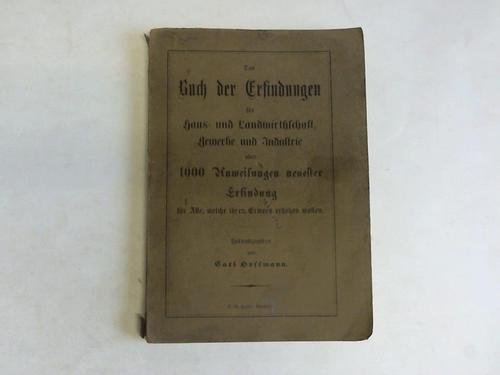 Das
Buch der Erfindungen
für
Haus- und Landwirthschaft,
Gewerbe und Industrie
oder
1000 Anweisungen neuester
Erfindung
für Alle, welche ihren Erwerb erhöhen wollen.
Herausgegeben
von
Carl Hoffmann.